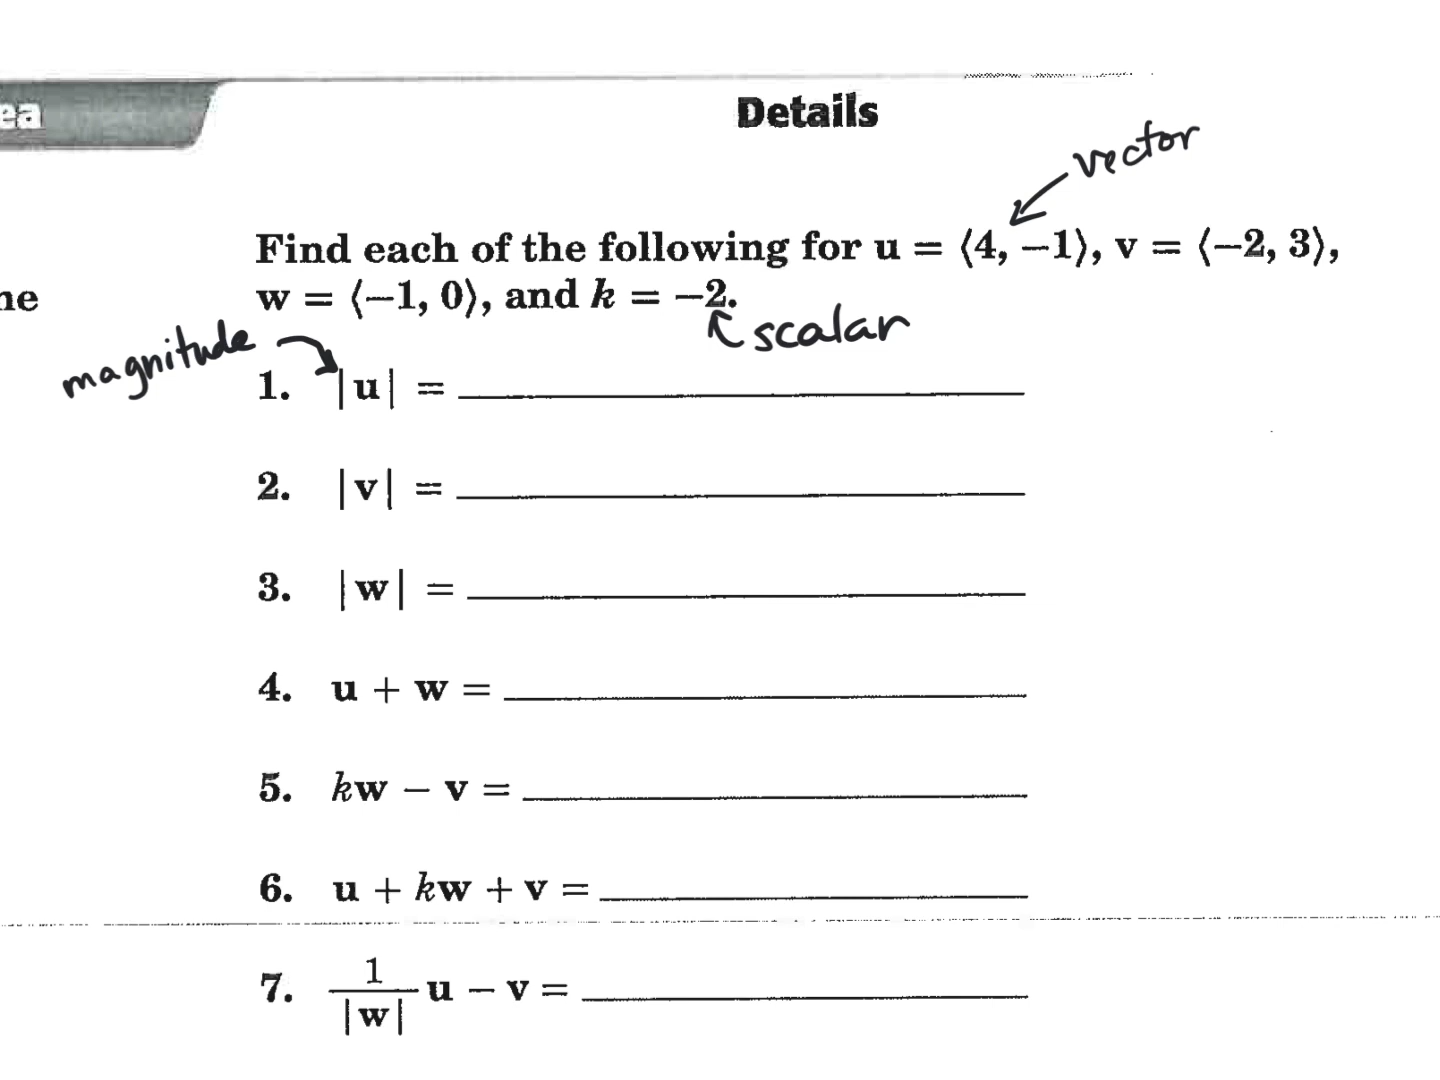 ea
Details
vector
Find each of the following for u = ⟨4, −1⟩, v = ⟨−2, 3⟩,
ne
w = ⟨−1, 0⟩, and k = −2.
scalar
magnitude
1. |u| =
2. |v| =
3. |w| =
4. u + w =
5. kw − v =
6. u + kw + v =
7. 1/|w| u − v =